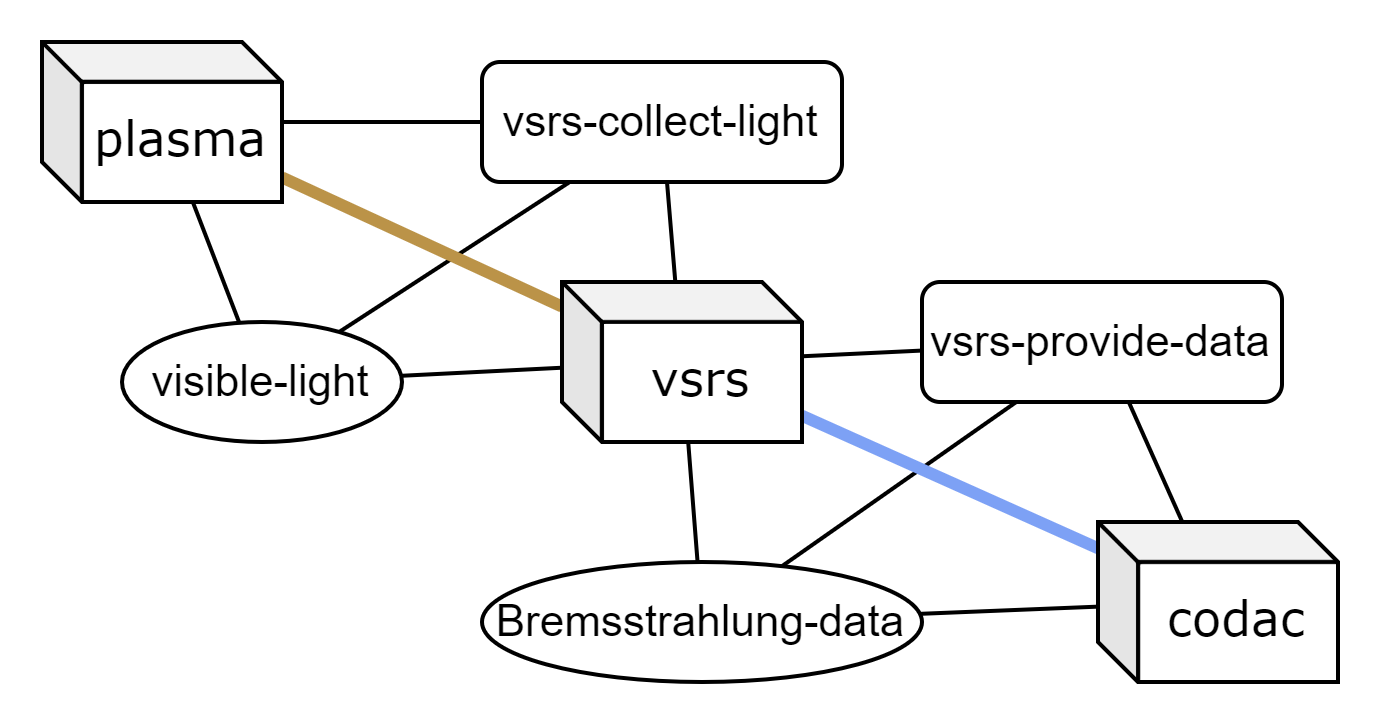 vsrs-collect-light
plasma
vsrs-provide-data
visible-light
vsrs
Bremsstrahlung-data
codac